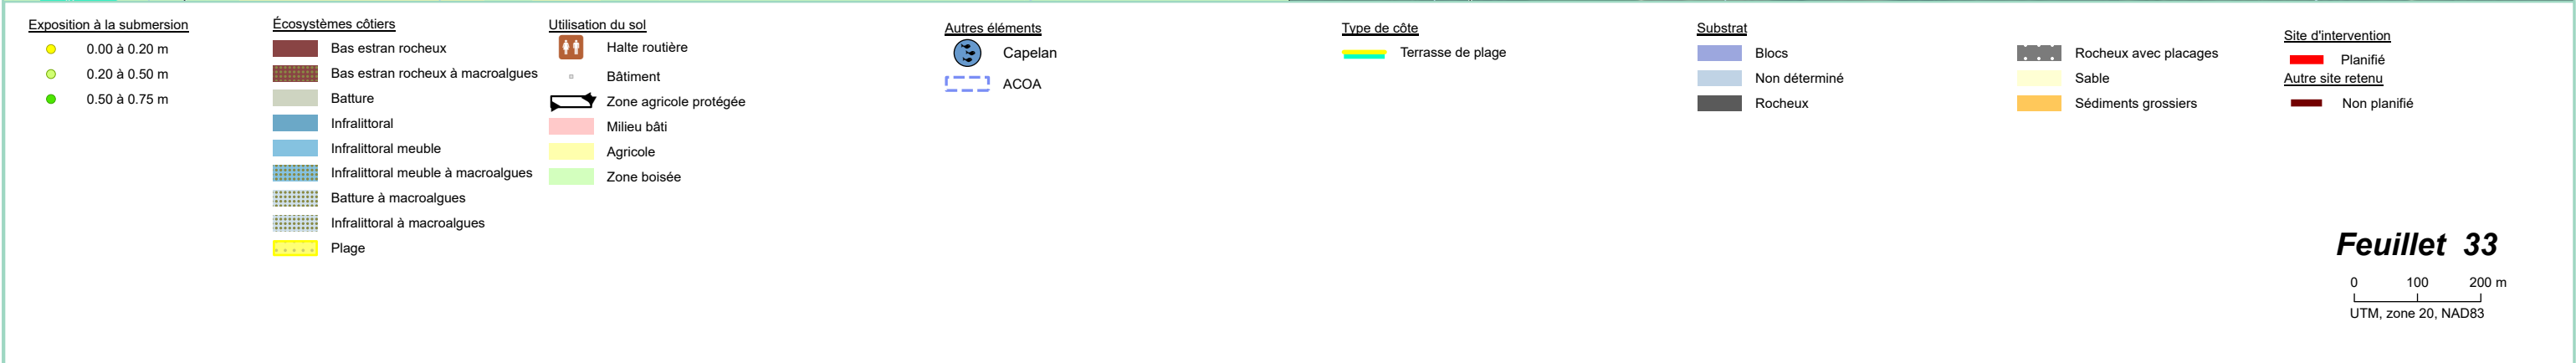 Exposition à la submersion
0.00 à 0.20 m
0.20 à 0.50 m
0.50 à 0.75 m
Écosystèmes côtiers
Bas estran rocheux
Bas estran rocheux à macroalgues
Batture
Infralittoral
Infralittoral meuble
Infralittoral meuble à macroalgues
Batture à macroalgues
Infralittoral à macroalgues
Plage
Utilisation du sol
Halte routière
Bâtiment
Zone agricole protégée
Milieu bâti
Agricole
Zone boisée
Autres éléments
Capelan
ACOA
Type de côte
Terrasse de plage
Substrat
Blocs
Non déterminé
Rocheux
Rocheux avec placages
Sable
Sédiments grossiers
Site d'intervention
Planifié
Autre site retenu
Non planifié
Feuillet 33
0 100 200 m
UTM, zone 20, NAD83